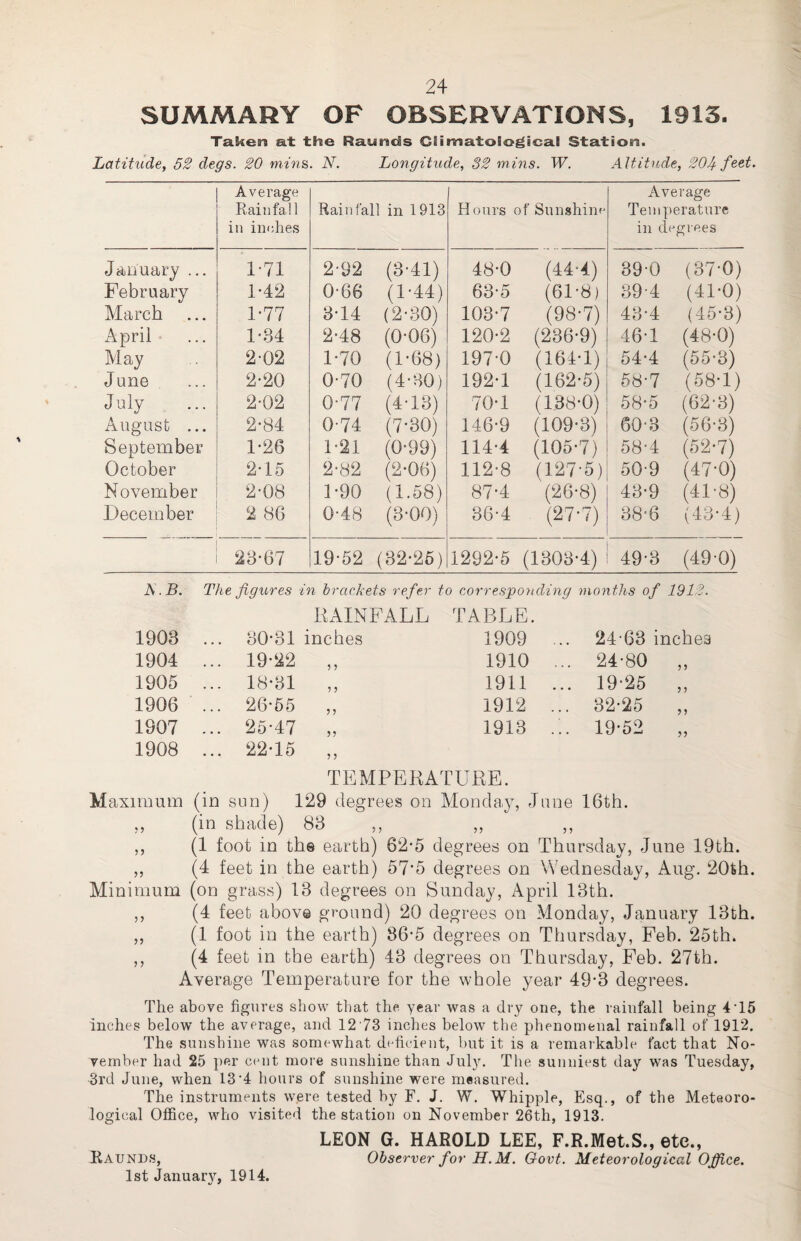 24
SUMMARY OF OBSERVATIONS, 1913.
Taken at the Raunds Climatological Station.
Latitude, 52 degs. 20 mins. N. Longitude, 32 mins. W. Altitude, 204 feet.
Average Rainfall in inches | Rainfall in 1913 | Hours of Sunshine | Average Temperature in degrees
January ... 1·71 2·92 (3·41) 48·0 (44·4) 39·0 (37·0)
February 1·42 0·66 (1·44) 63·5 (61·8) 39·4 (41·0)
March ... 1·77 3·14 (2·30) 103·7 (98·7) 43·4 (45·3)
April ... 1·34 2·48 (0·06) 120·2 (236·9) 46·1 (48·0)
May 2·02 1·70 (1·68) 197·0 (164·1) 54·4 (55·3)
June ... 2·20 0·70 (4·30) 192·1 (162·5) 58·7 (58·1)
July ... 2·02 0·77 (4·13) 70·1 (138·0) 58·5 (62·3)
August ... 2·84 0·74 (7·30) 146·9 (109·3) 60·3 (56·3)
September 1·26 1·21 (0·99) 114·4 (105·7) 58·4 (52·7)
October 2·15 2·82 (2·06) 112·8 (127·5) 50·9 (47·0)
November 2·08 1·90 (1.58) 87·4 (26·8) 43·9 (41·8)
December 2 86 0·48 (3·00) 36·4 (27·7) 38·6 (43·4)
23·67 19·52 (32·25) 1292·5 (1303·4) 49·3 (49·0)
N.B. The figures in brackets refer to corresponding months of 1912.
RAINFALL TABLE.
1903 ... 30·31 inches 1909 ... 24·63 inches
1904 ... 19·22 ,, 1910 ... 24·80 ,,
1905 ... 18·31 ,, 1911 ... 19·25 ,,
1906 ... 26·55 ,, 1912 ... 32·25 ,,
1907 ... 25·47 ,, 1913 ... 19·52 ,,
1908 ... 22·15 ,,
TEMPERATURE.
Maximum (in sun) 129 degrees on Monday, June 16th.
,, (in shade) 83 ,, ,, ,,
,, (1 foot in the earth) 62·5 degrees on Thursday, June 19th.
,, (4 feet in the earth) 57·5 degrees on Wednesday, Aug. 20th.
Minimum (on grass) 13 degrees on Sunday, April 13th.
,, (4 feet above ground) 20 degrees on Monday, January 13th.
,, (1 foot in the earth) 36·5 degrees on Thursday, Feb. 25th.
,, (4 feet in the earth) 43 degrees on Thursday, Feb. 27th.
Average Temperature for the whole year 49·3 degrees.
The above figures show that the year was a dry one, the rainfall being 4·15
inches below the average, and 12·73 inches below the phenomenal rainfall of 1912.
The sunshine was somewhat deficient, but it is a remarkable fact that No-
vember had 25 per cent more sunshine than July. The sunniest day was Tuesday,
3rd June, when 13·4 hours of sunshine were measured.
The instruments were tested by F. J. W. Whipple, Esq., of the Meteoro-
logical Office, who visited the station on November 26th, 1913.
LEON G. HAROLD LEE, F.R.Met.S., etc.,
Raunds, Observer for H.M. Govt. Meteorological Office.
1st January, 1914.